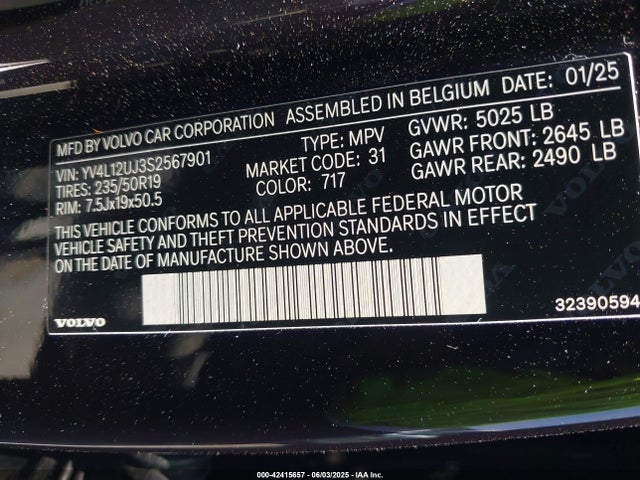 MFD BY VOLVO CAR CORPORATION ASSEMBLED IN BELGIUM DATE: 01/25
VIN: YV4L12UJ3S2567901 TYPE: MPV GVWR: 5025 LB
TIRES: 235/50R19 MARKET CODE: 31 GAWR FRONT: 2645 LB
RIM: 7.5Jx19x50.5 COLOR: 717 GAWR REAR: 2490 LB
THIS VEHICLE CONFORMS TO ALL APPLICABLE FEDERAL MOTOR
VEHICLE SAFETY AND THEFT PREVENTION STANDARDS IN EFFECT
ON THE DATE OF MANUFACTURE SHOWN ABOVE.
VOLVO 32390594
000-42415657 - 06/03/2025 - IAA Inc.